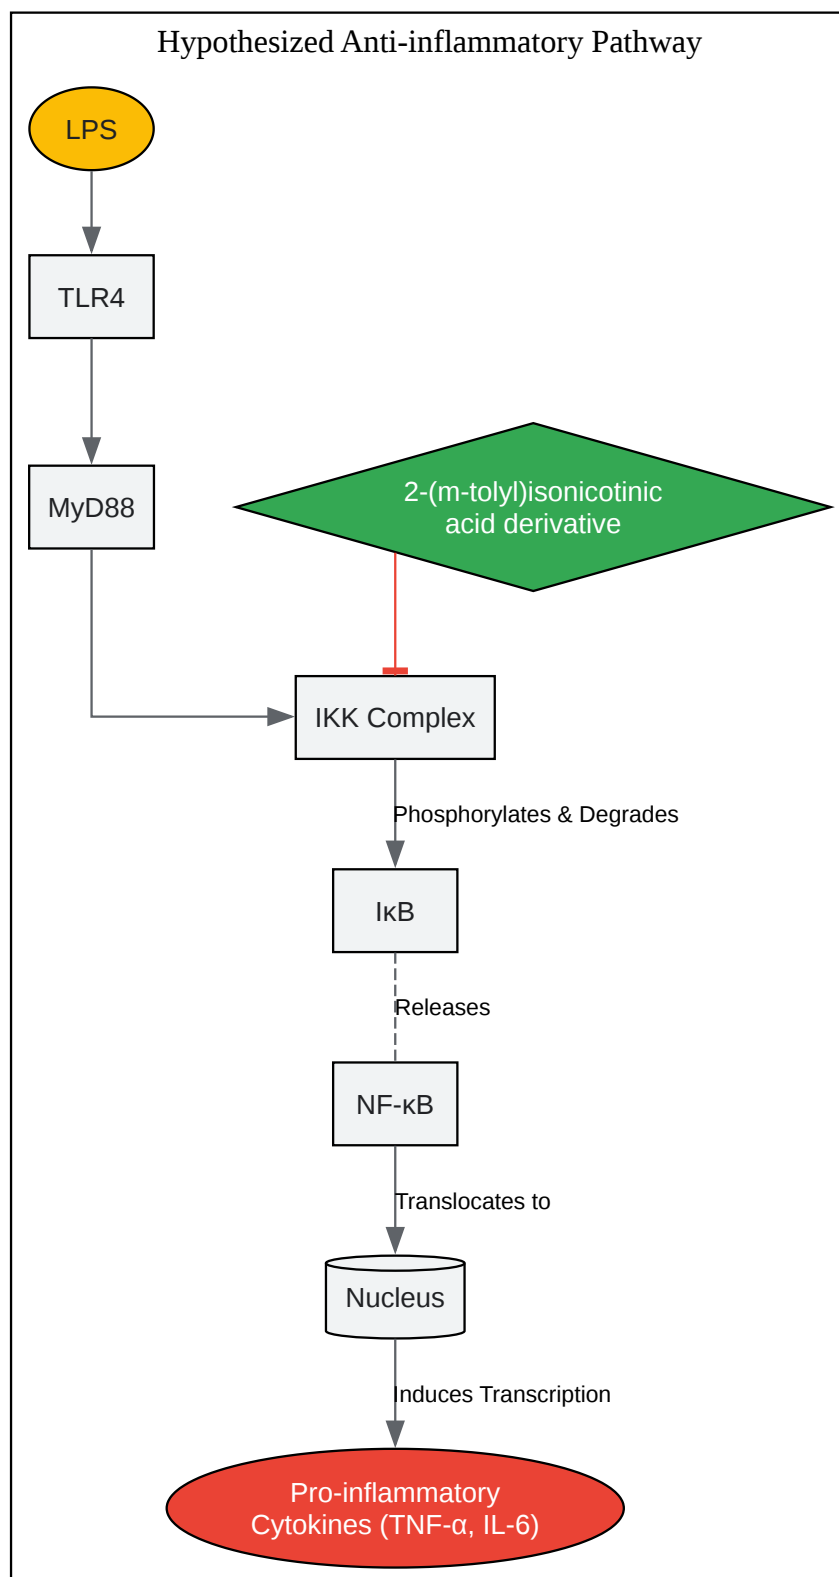 Hypothesized Anti-inflammatory Pathway
LPS
TLR4
MyD88
2-(m-tolyl)isonicotinic
acid derivative
IKK Complex
Phosphorylates & Degrades
IκB
Releases
NF-κB
Translocates to
Nucleus
Induces Transcription
Pro-inflammatory
Cytokines (TNF-α, IL-6)